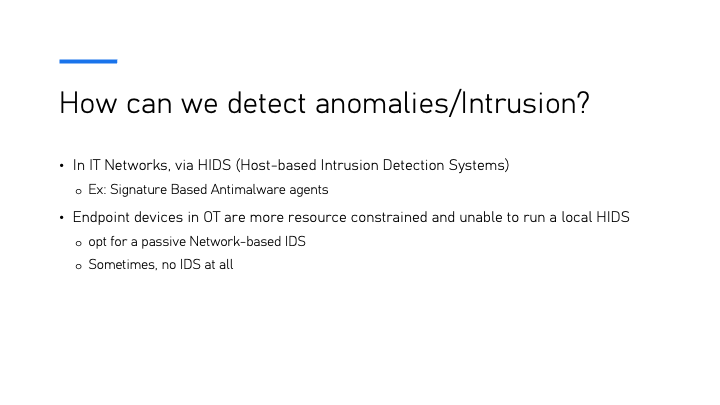 How can we detect anomalies/Intrusion?
• In IT Networks, via HIDS (Host-based Intrusion Detection Systems)
o Ex: Signature Based Antimalware agents
• Endpoint devices in OT are more resource constrained and unable to run a local HIDS
o opt for a passive Network-based IDS
o Sometimes, no IDS at all